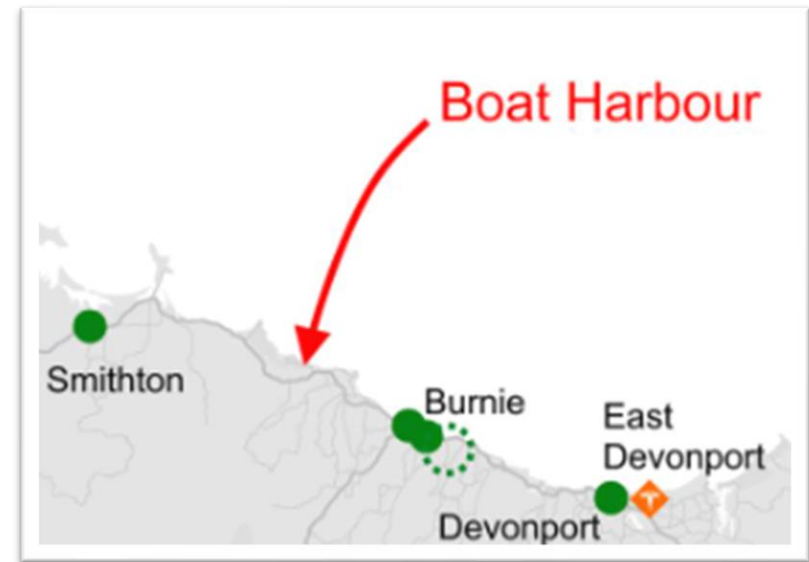 Boat Harbour
Smithton
Burnie
East
Devonport
Devonport